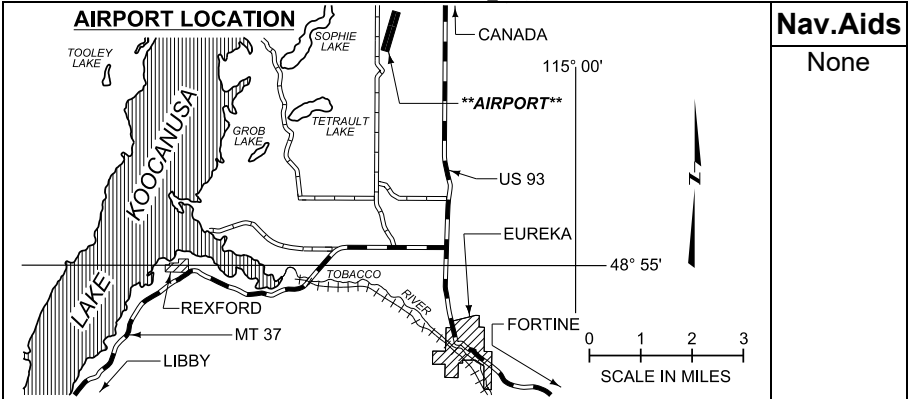 AIRPORT LOCATION
Nav.Aids
None
TOOLEY
LAKE
SOPHIE
LAKE
CANADA
115° 00'
**AIRPORT**
GROB
LAKE
TETRAULT
LAKE
KOOCANUSA
LAKE
US 93
N
EUREKA
48° 55'
TOBACCO
RIVER
REXFORD
FORTINE
MT 37
LIBBY
0 1 2 3
SCALE IN MILES